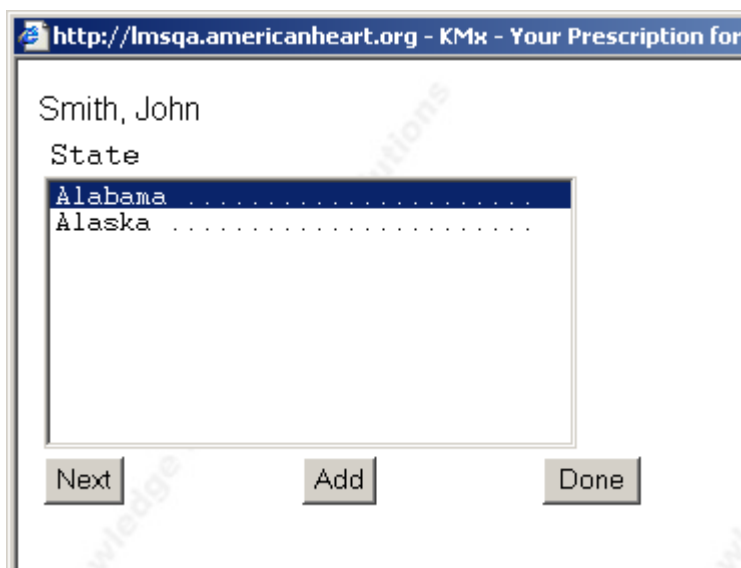 http://lmsqa.americanheart.org - KMx - Your Prescription for
Smith, John
State
Alabama ......................
Alaska .......................
Next Add Done